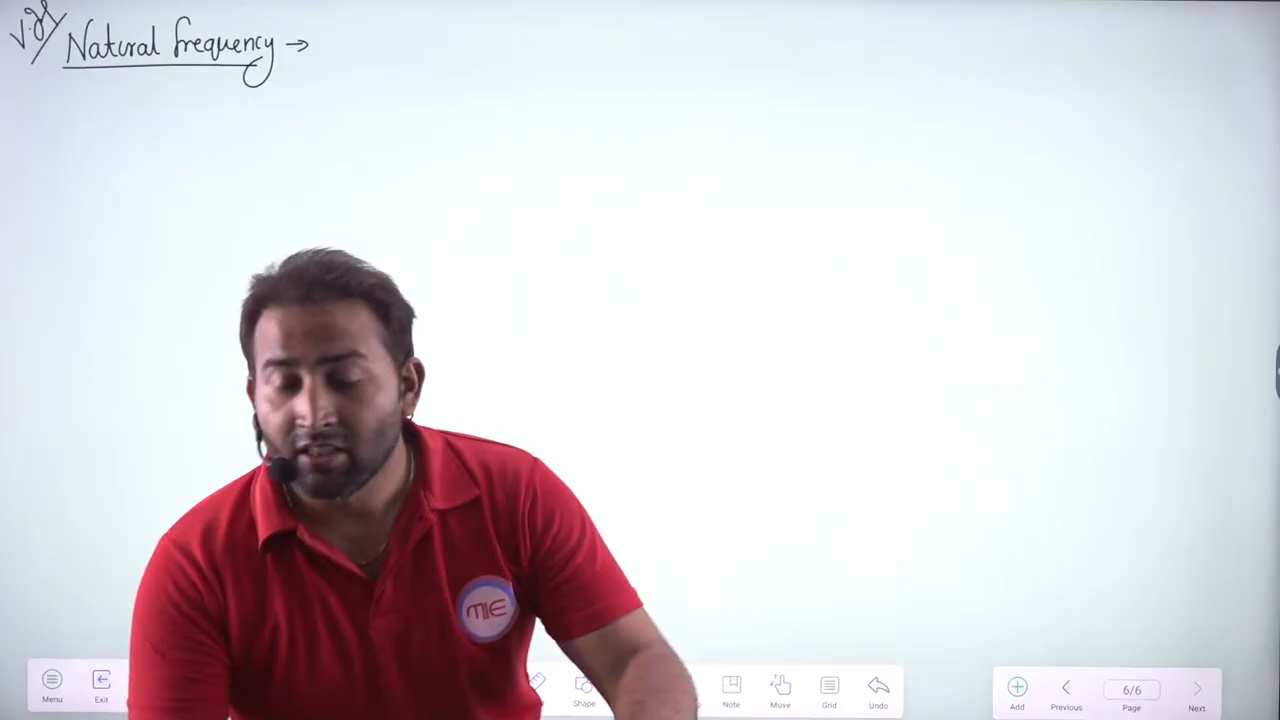 Natural frequency →
MIE
Menu
Exit
Shape
Note
Move
Grid
Undo
Add
Previous
6/6
Page
Next